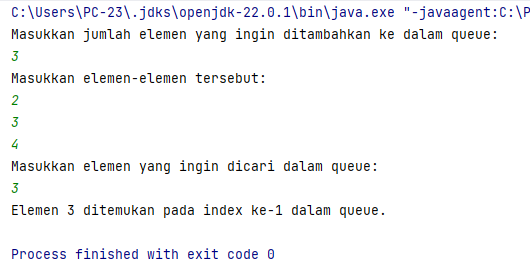 C:\Users\PC-23\.jdks\openjdk-22.0.1\bin\java.exe "-javaagent:C:\P
Masukkan jumlah elemen yang ingin ditambahkan ke dalam queue:
3
Masukkan elemen-elemen tersebut:
2
3
4
Masukkan elemen yang ingin dicari dalam queue:
3
Elemen 3 ditemukan pada index ke-1 dalam queue.
Process finished with exit code 0